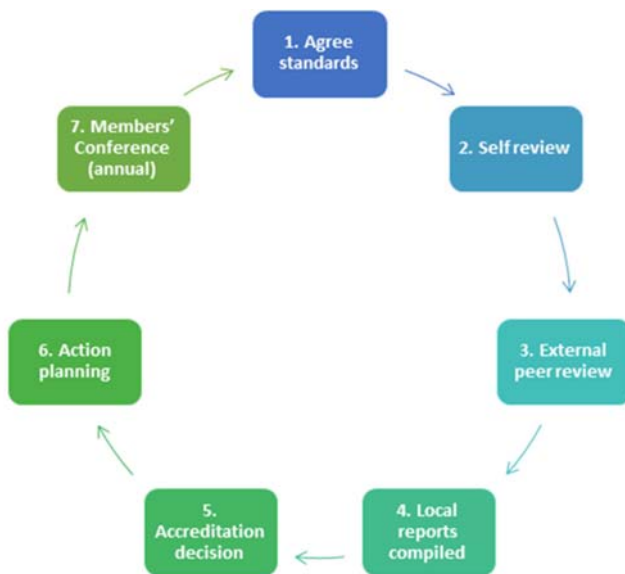 1. Agree
standards
2. Self review
3. External
peer review
4. Local
reports
compiled
5.
Accreditation
decision
6. Action
planning
7. Members’
Conference
(annual)